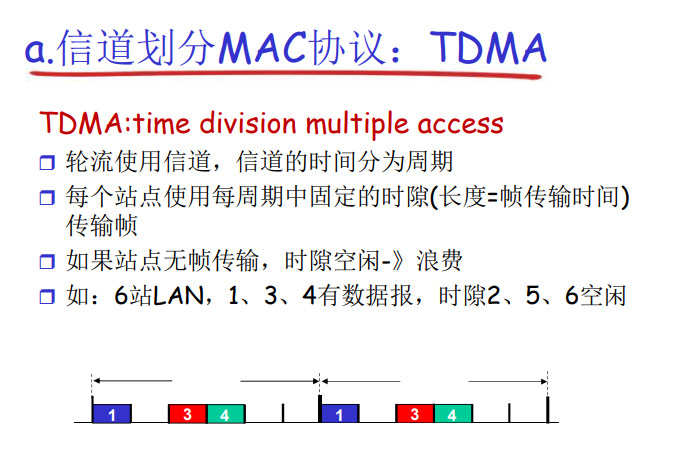 a.信道划分MAC协议：TDMA
TDMA:time division multiple access
轮流使用信道，信道的时间分为周期
每个站点使用每周期中固定的时隙(长度=帧传输时间)
传输帧
如果站点无帧传输，时隙空闲-》浪费
如：6站LAN，1、3、4有数据报，时隙2、5、6空闲
1 3 4 1 3 4